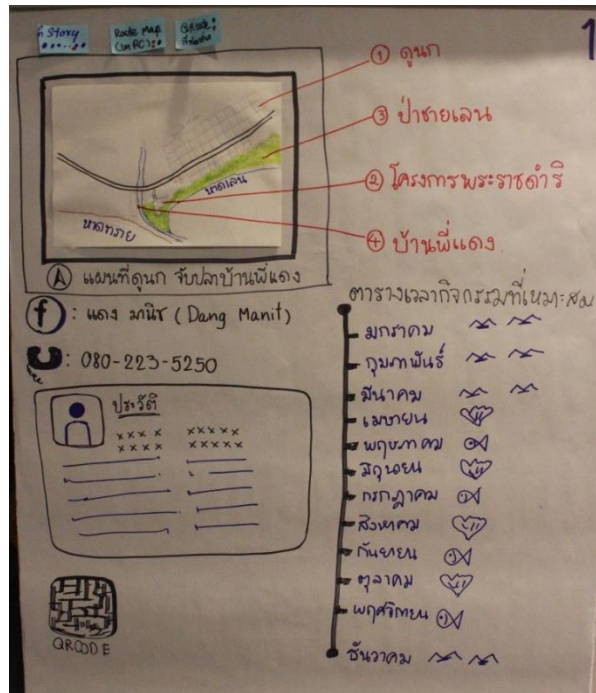 Story
Route Map
(บน PC)
QRcode
1
① ดูนก
③ ป่าชายเลน
② โครงการพระราชดำริ
④ บ้านพี่แดง
หาดเลน
หาดทราย
Ⓐ แผนที่ดูนก จับปลาบ้านพี่แดง
f : แดง มานิช (Dang Manit)
: 080-223-5250
ประวัติ
xxxx xxxxx
xxxx xxxxx
QRCODE
ตารางเวลากิจกรรมที่เหมาะสม
มกราคม
กุมภาพันธ์
มีนาคม
เมษายน
พฤษภาคม
มิถุนายน
กรกฎาคม
สิงหาคม
กันยายน
ตุลาคม
พฤศจิกายน
ธันวาคม